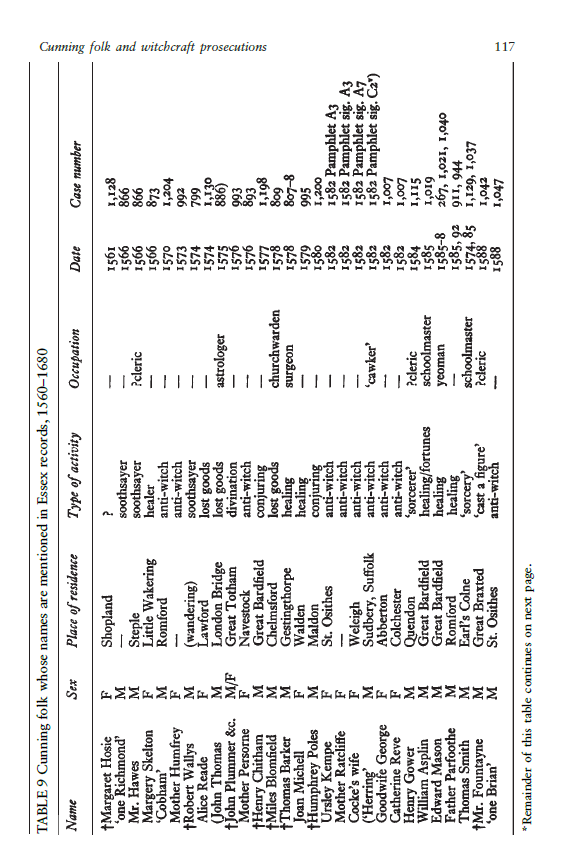 Cunning folk and witchcraft prosecutions 117
TABLE 9 Cunning folk whose names are mentioned in Essex records, 1560–1680
Name Sex Place of residence Type of activity Occupation Date Case number
†Margaret Hosie F Shopland ? — 1561 1,128
'one Richmond' M — soothsayer — 1566 866
Mr. Hawes M Steple soothsayer ?cleric 1566 866
Margery Skelton F Little Wakering healer — 1566 873
'Cobham' M Romford anti-witch — 1570 1,204
Mother Humfrey F — anti-witch — 1573 992
†Robert Wallys M (wandering) soothsayer — 1574 799
Alice Reade F Lawford lost goods — 1574 1,130
(John Thomas M London Bridge lost goods astrologer 1575 886)
†John Plummer &c. M/F Great Totham divination — 1576 993
Mother Persorne F Navestock anti-witch — 1576 893
†Henry Chitham M Great Bardfield conjuring — 1577 1,198
†Miles Blomfield M Chelmsford lost goods churchwarden 1578 809
†Thomas Barker M Gestingthorpe healing surgeon 1578 807–8
Joan Michell F Walden healing — 1579 995
†Humphrey Poles M Maldon conjuring — 1580 1,200
Ursley Kempe F St. Osithes anti-witch — 1582 1582 Pamphlet A3
Mother Ratcliffe F — anti-witch — 1582 1582 Pamphlet sig. A3
Cocke's wife F Weleigh anti-witch — 1582 1582 Pamphlet sig. A7
('Herring' M Sudbery, Suffolk anti-witch 'cawker' 1582 1582 Pamphlet sig. C2ᵛ)
Goodwife George F Abberton anti-witch — 1582 1,007
Catherine Reve F Colchester anti-witch — 1582 1,007
Henry Gower M Quendon 'sorcerer' ?cleric 1584 1,115
William Asplin M Great Bardfield healing/fortunes schoolmaster 1585 1,019
Edward Mason M Great Bardfield healing yeoman 1585–8 267, 1,021, 1,040
Father Parfoothe M Romford healing — 1585, 92 911, 944
Thomas Smith M Earl's Colne 'sorcery' schoolmaster 1574, 85 1,129, 1,037
†Mr. Fountayne M Great Braxted 'cast a figure' ?cleric 1588 1,042
'one Brian' M St. Osithes anti-witch — 1588 1,047
*Remainder of this table continues on next page.